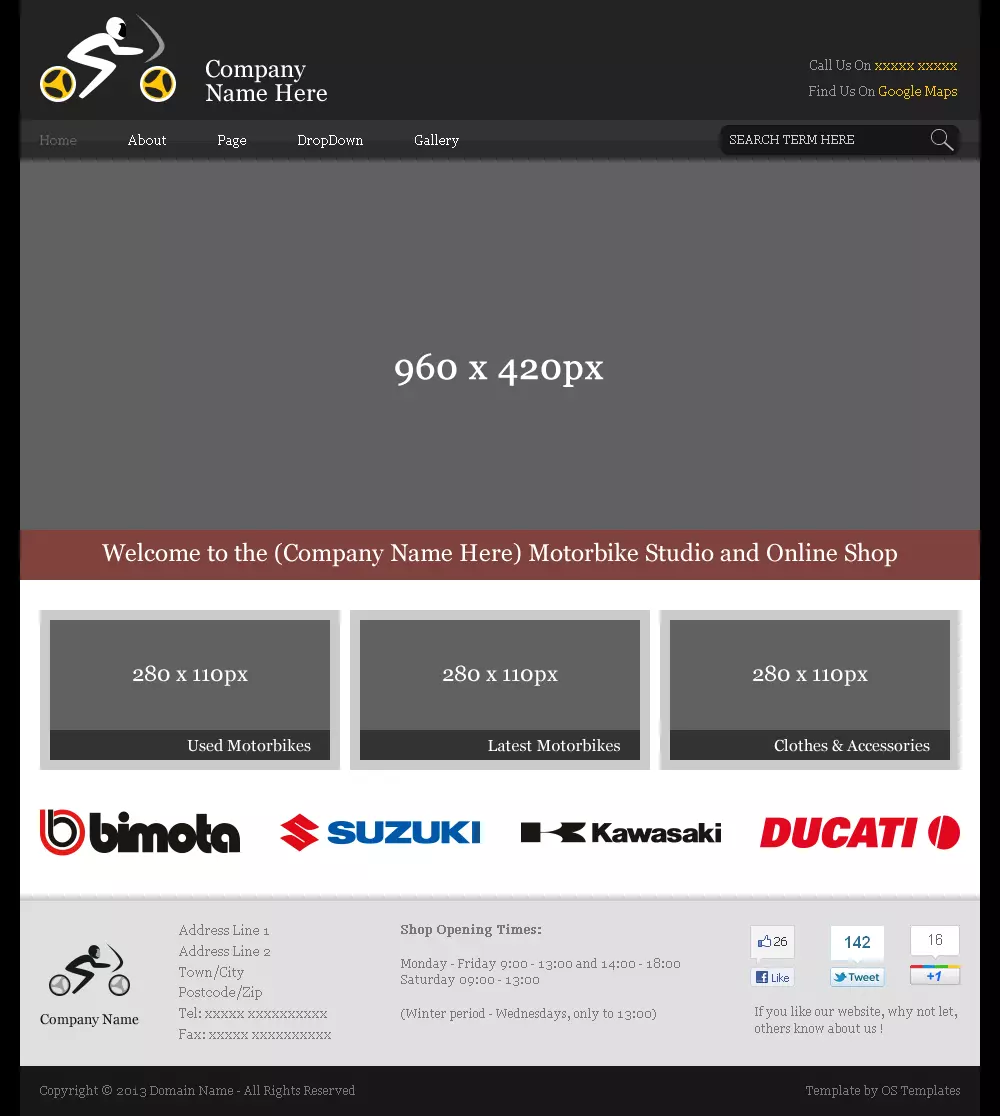 Company
Name Here
Call Us On xxxxx xxxxx
Find Us On Google Maps
Home About Page DropDown Gallery
SEARCH TERM HERE
960 x 420px
Welcome to the (Company Name Here) Motorbike Studio and Online Shop
280 x 110px
Used Motorbikes
280 x 110px
Latest Motorbikes
280 x 110px
Clothes & Accessories
bimota
SUZUKI
Kawasaki
DUCATI
Company Name
Address Line 1
Address Line 2
Town/City
Postcode/Zip
Tel: xxxxx xxxxxxxxxx
Fax: xxxxx xxxxxxxxxx
Shop Opening Times:
Monday - Friday 9:00 - 13:00 and 14:00 - 18:00
Saturday 09:00 - 13:00
(Winter period - Wednesdays, only to 13:00)
26
Like
142
Tweet
16
+1
If you like our website, why not let,
others know about us !
Copyright © 2013 Domain Name - All Rights Reserved
Template by OS Templates